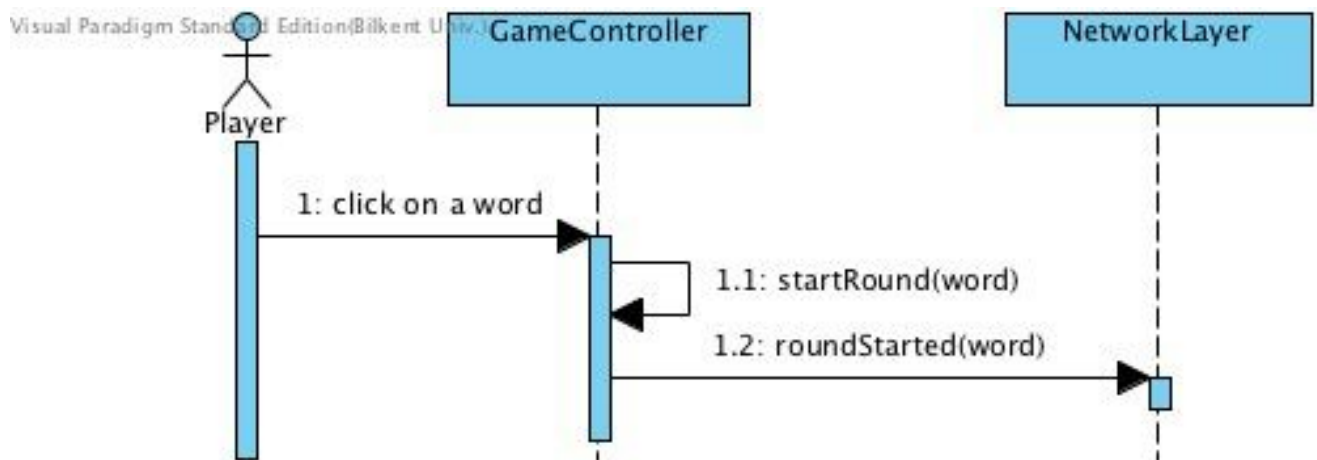 Visual Paradigm Standard Edition(Bilkent Univ.)
GameController
NetworkLayer
Player
1: click on a word
1.1: startRound(word)
1.2: roundStarted(word)